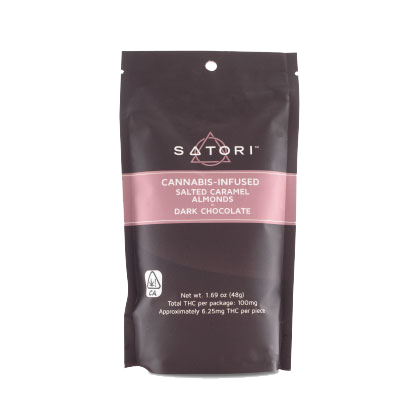 SATORI™
CANNABIS-INFUSED
SALTED CARAMEL
ALMONDS
IN
DARK CHOCOLATE
CA
Net wt. 1.69 oz (48g)
Total THC per package: 100mg
Approximately 6.25mg THC per piece